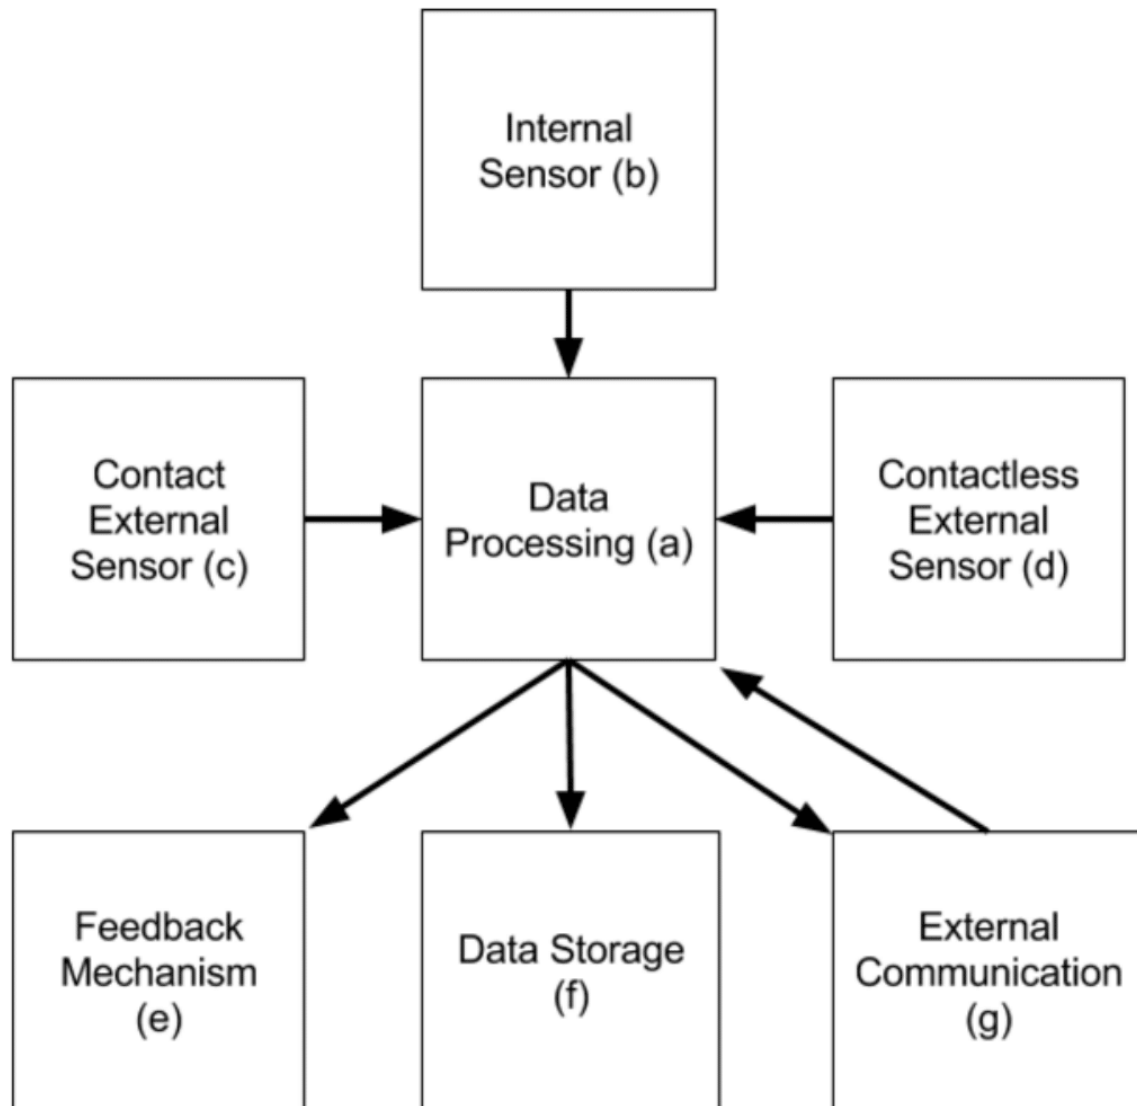 Internal
Sensor (b)
Contact
External
Sensor (c)
Data
Processing (a)
Contactless
External
Sensor (d)
Feedback
Mechanism
(e)
Data Storage
(f)
External
Communication
(g)